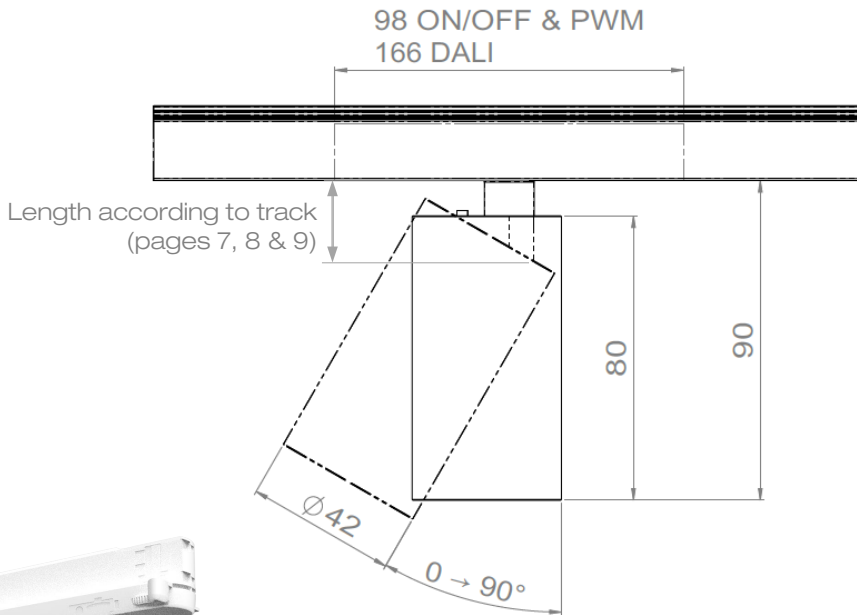 98 ON/OFF & PWM
166 DALI
Length according to track
(pages 7, 8 & 9)
80
90
Ø42
0 → 90°